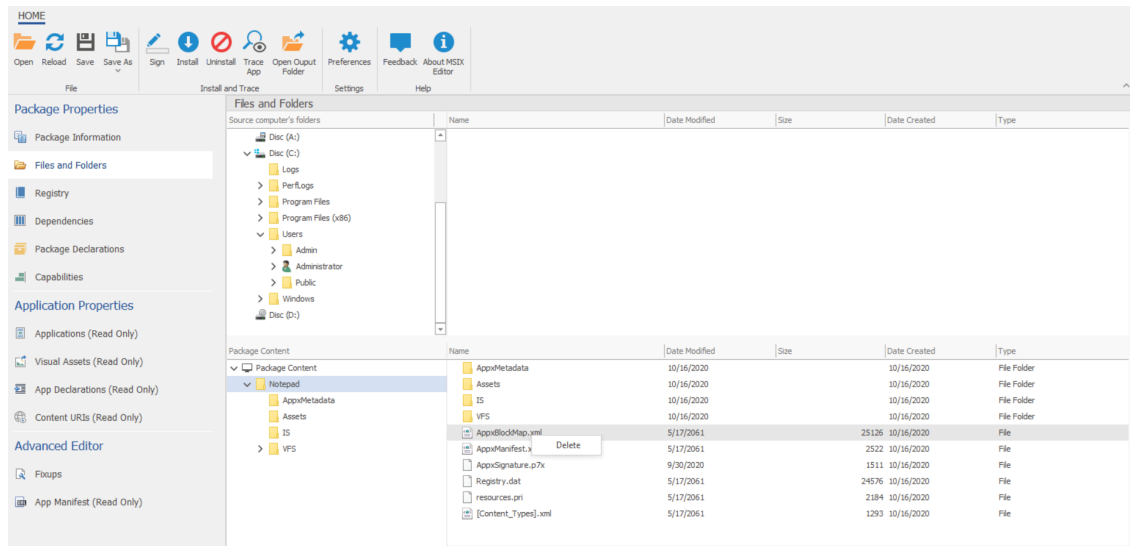 HOME
Open Reload Save Save As Sign Install Uninstall Trace App Open Ouput Folder Preferences Feedback About MSIX Editor
File Install and Trace Settings Help
Package Properties
Package Information
Files and Folders
Registry
Dependencies
Package Declarations
Capabilities
Application Properties
Applications (Read Only)
Visual Assets (Read Only)
App Declarations (Read Only)
Content URIs (Read Only)
Advanced Editor
Fixups
App Manifest (Read Only)
Files and Folders
Source computer's folders Name Date Modified Size Date Created Type
Disc (A:)
Disc (C:)
Logs
PerfLogs
Program Files
Program Files (x86)
Users
Admin
Administrator
Public
Windows
Disc (D:)
Package Content
Package Content
Notepad
AppxMetadata
Assets
IS
VFS
Name Date Modified Size Date Created Type
AppxMetadata 10/16/2020 10/16/2020 File Folder
Assets 10/16/2020 10/16/2020 File Folder
IS 10/16/2020 10/16/2020 File Folder
VFS 10/16/2020 10/16/2020 File Folder
AppxBlockMap.xml 5/17/2061 25126 10/16/2020 File
Delete
AppxManifest.x 5/17/2061 2522 10/16/2020 File
AppxSignature.p7x 9/30/2020 1511 10/16/2020 File
Registry.dat 5/17/2061 24576 10/16/2020 File
resources.pri 5/17/2061 2184 10/16/2020 File
[Content_Types].xml 5/17/2061 1293 10/16/2020 File